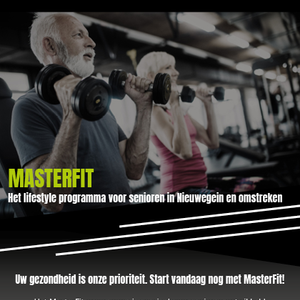 MASTERFIT
Het lifestyle programma voor senioren in Nieuwegein en omstreken
Uw gezondheid is onze prioriteit. Start vandaag nog met MasterFit!